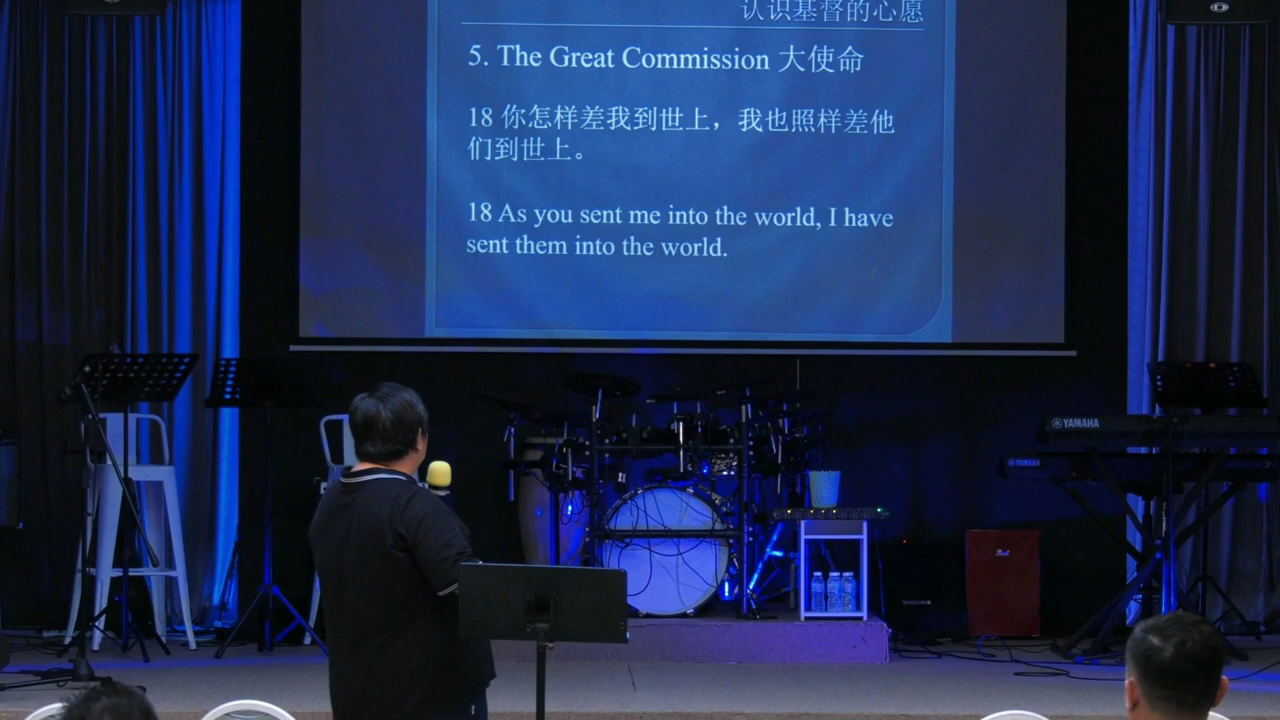 认识基督的心愿
5. The Great Commission 大使命
18 你怎样差我到世上，我也照样差他
们到世上。
18 As you sent me into the world, I have
sent them into the world.
YAMAHA
YAMAHA
Pearl